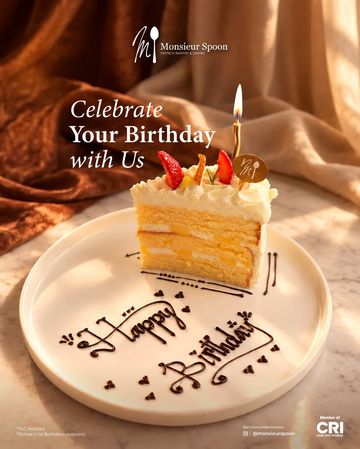 Monsieur Spoon
FRENCH BAKERY & DINING
Celebrate
Your Birthday
with Us
Happy
Birthday
*T&C Applied.
*Picture is for illustration purposes.
For more information
@monsieurspoon
Member of
CRI